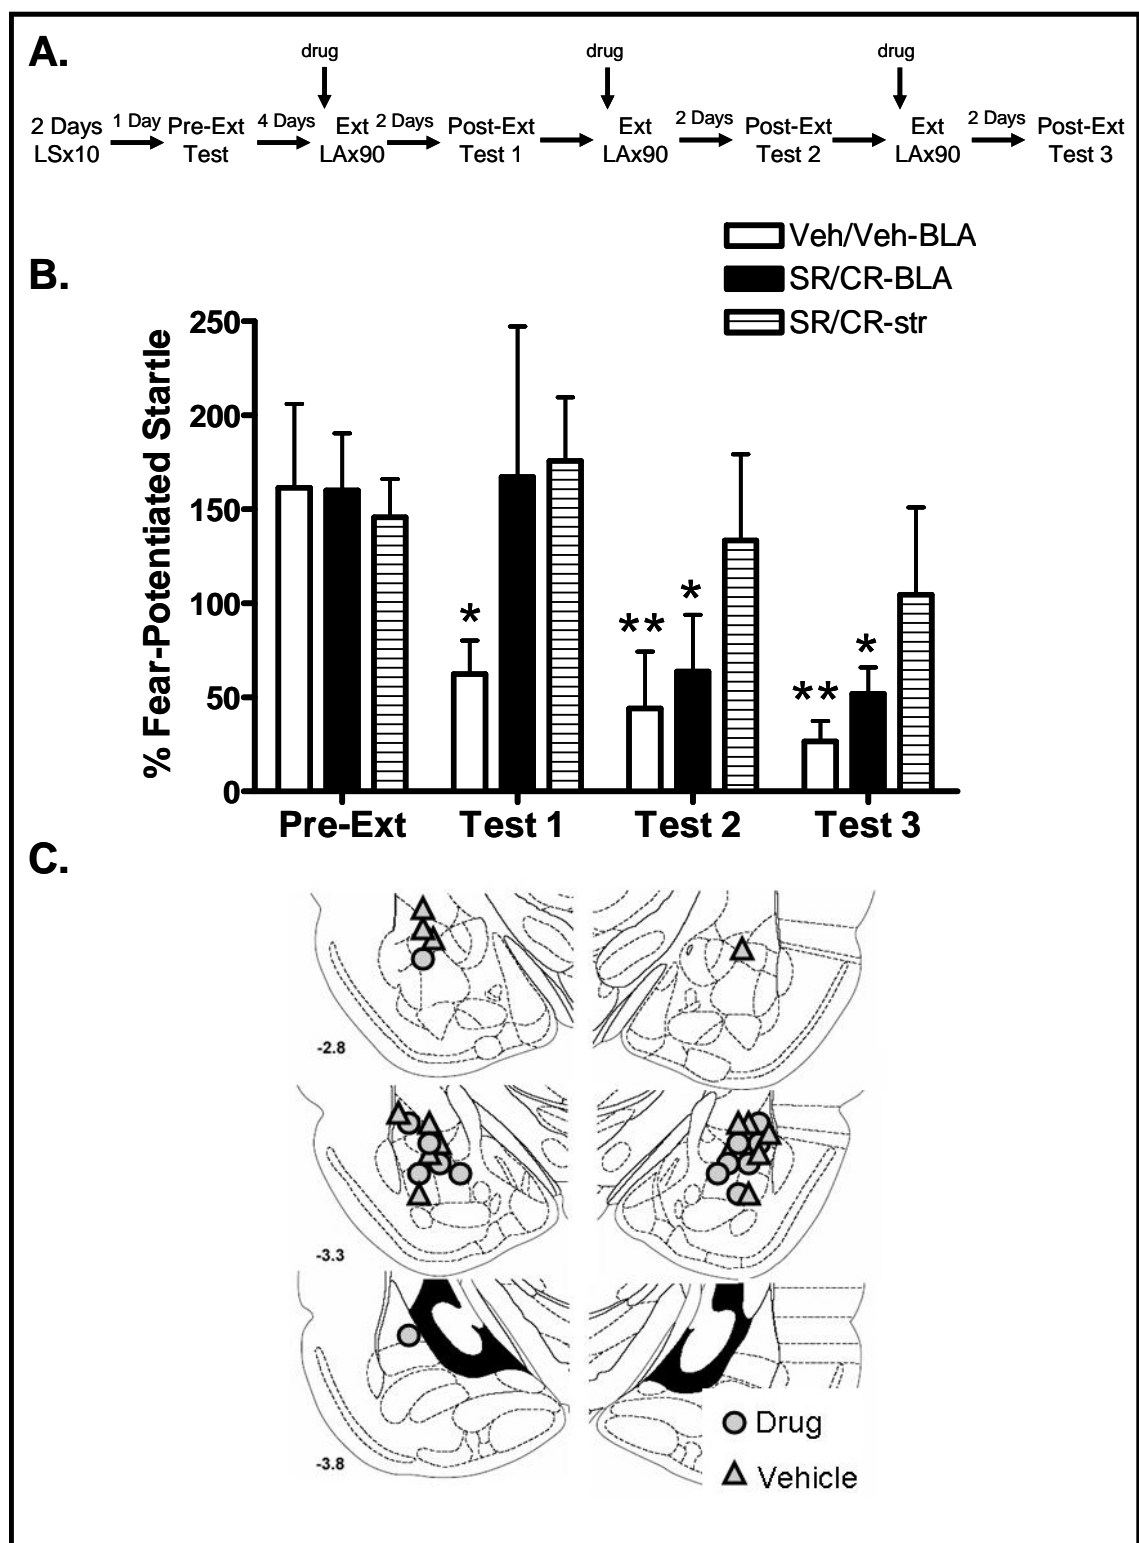 A.
drug drug drug
2 Days LSx10
1 Day
Pre-Ext Test
4 Days
Ext LAx90
2 Days
Post-Ext Test 1
Ext LAx90
2 Days
Post-Ext Test 2
Ext LAx90
2 Days
Post-Ext Test 3
B.
Veh/Veh-BLA
SR/CR-BLA
SR/CR-str
% Fear-Potentiated Startle
250
200
150
100
50
0
*
**
*
**
*
Pre-Ext Test 1 Test 2 Test 3
C.
-2.8
-3.3
-3.8
Drug
Vehicle